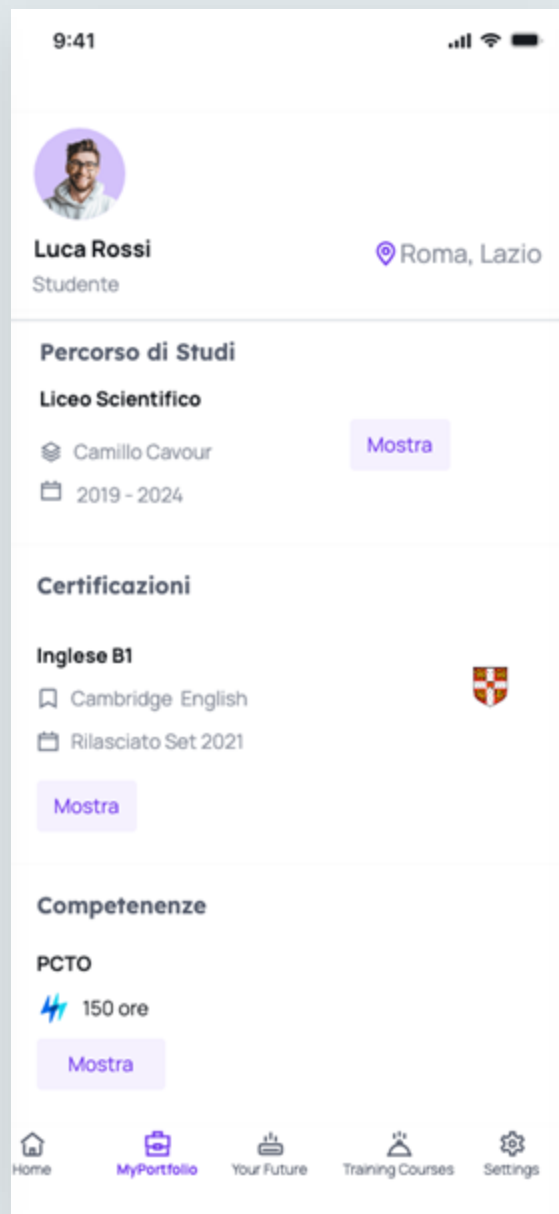 9:41
Luca Rossi
Roma, Lazio
Studente
Percorso di Studi
Liceo Scientifico
Camillo Cavour
Mostra
2019 - 2024
Certificazioni
Inglese B1
Cambridge English
Rilasciato Set 2021
Mostra
Competenenze
PCTO
150 ore
Mostra
Home MyPortfolio Your Future Training Courses Settings